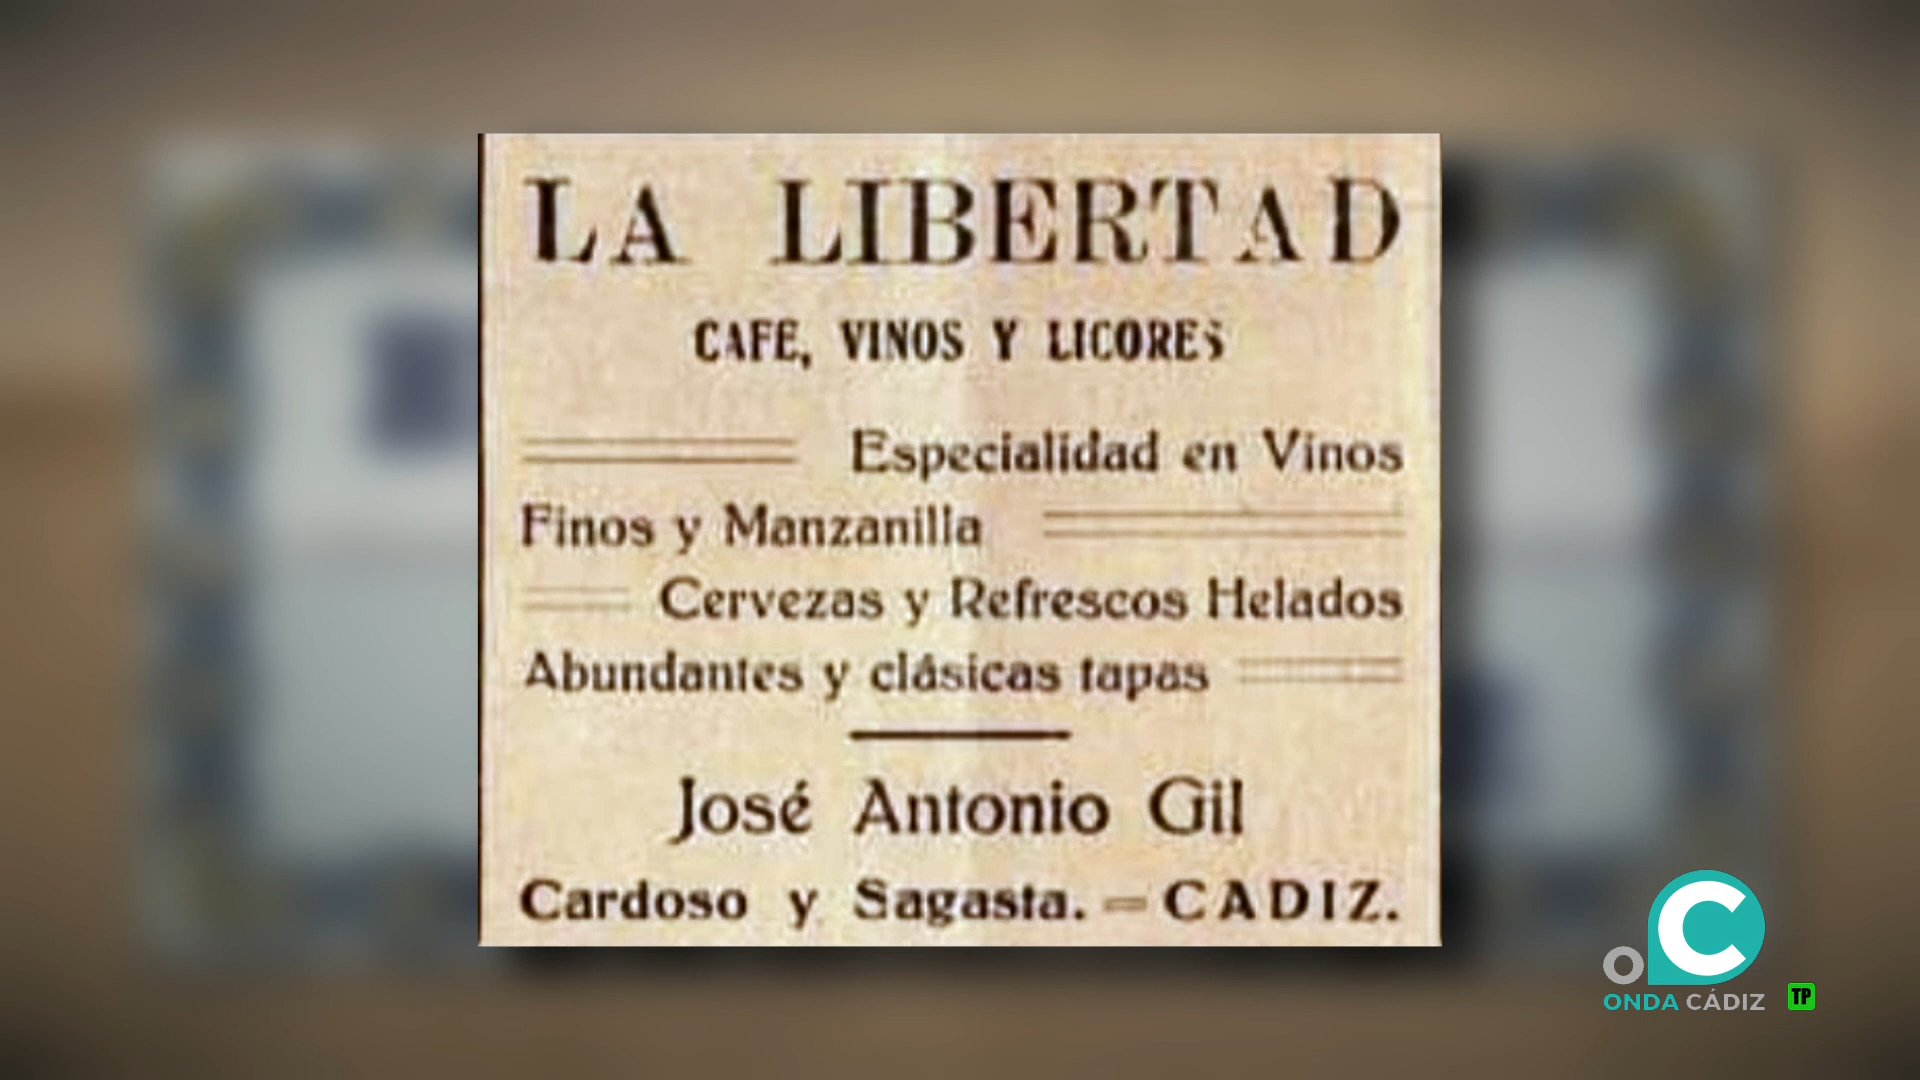 LA LIBERTAD
CAFE, VINOS Y LICORES
Especialidad en Vinos
Finos y Manzanilla
Cervezas y Refrescos Helados
Abundantes y clásicas tapas
José Antonio Gil
Cardoso y Sagasta. = CADIZ.
OC
ONDA CÁDIZ
TP